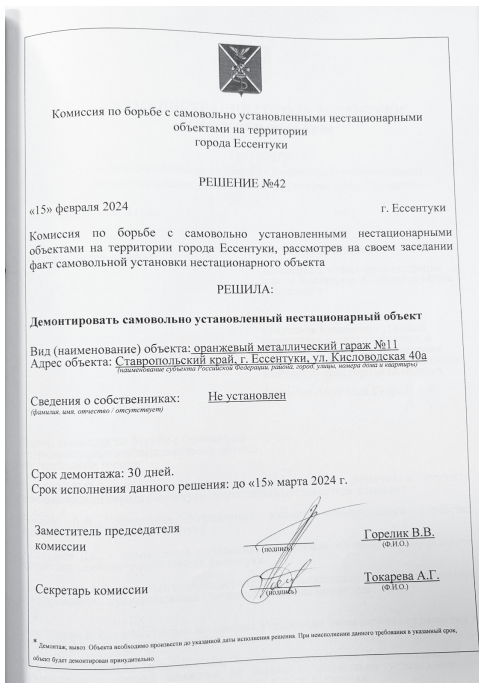 Комиссия по борьбе с самовольно установленными нестационарными
объектами на территории
города Ессентуки
РЕШЕНИЕ №42
«15» февраля 2024
г. Ессентуки
Комиссия по борьбе с самовольно установленными нестационарными
объектами на территории города Ессентуки, рассмотрев на своем заседании
факт самовольной установки нестационарного объекта
РЕШИЛА:
Демонтировать самовольно установленный нестационарный объект
Вид (наименование) объекта: оранжевый металлический гараж №11
Адрес объекта: Ставропольский край, г. Ессентуки, ул. Кисловодская 40а
(наименование субъекта Российской Федерации, района, город, улицы, номера дома и квартиры)
Сведения о собственниках: Не установлен
(фамилия, имя, отчество / отсутствует)
Срок демонтажа: 30 дней.
Срок исполнения данного решения: до «15» марта 2024 г.
Заместитель председателя
комиссии
(подпись)
Горелик В.В.
(Ф.И.О.)
Секретарь комиссии
(подпись)
Токарева А.Г.
(Ф.И.О.)
* Демонтаж, вывоз Объекта необходимо произвести до указанной даты исполнения решения. При неисполнении данного требования в указанный срок,
объект будет демонтирован принудительно.